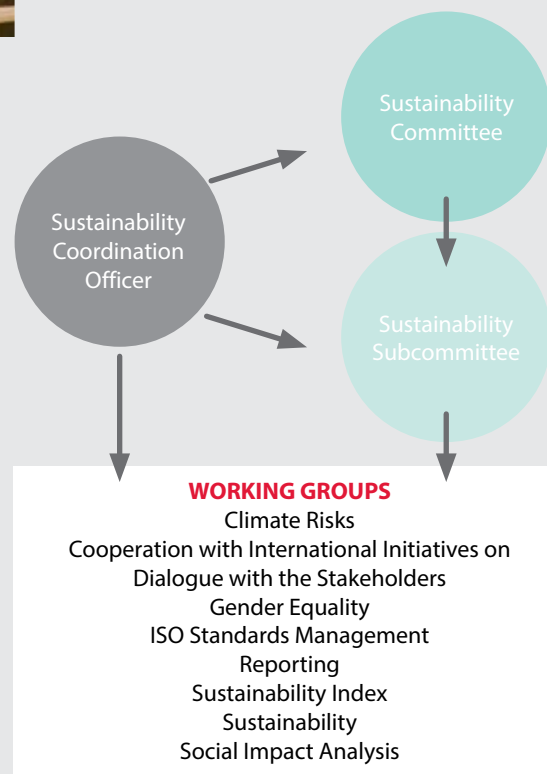 Sustainability
Committee
Sustainability
Coordination
Officer
Sustainability
Subcommittee
WORKING GROUPS
Climate Risks
Cooperation with International Initiatives on
Dialogue with the Stakeholders
Gender Equality
ISO Standards Management
Reporting
Sustainability Index
Sustainability
Social Impact Analysis